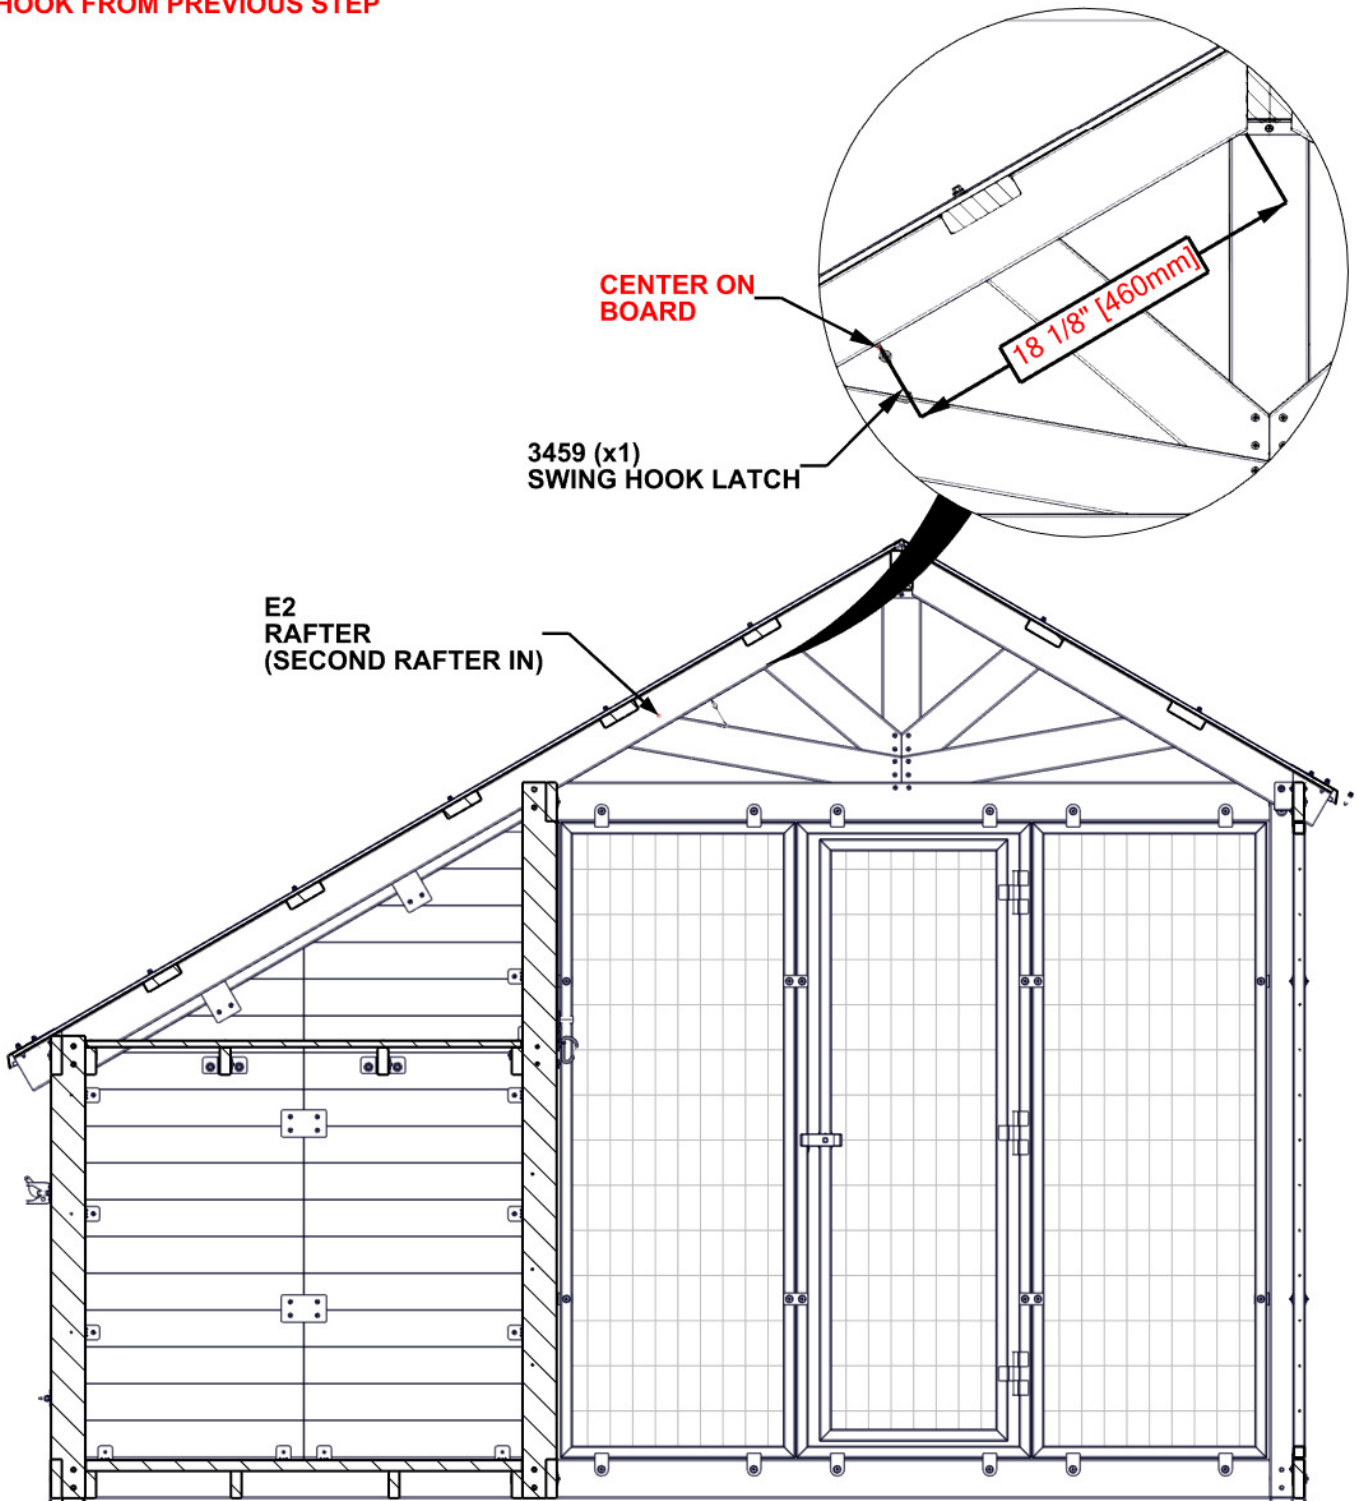 HOOK FROM PREVIOUS STEP
CENTER ON
BOARD
18 1/8" [460mm]
3459 (x1)
SWING HOOK LATCH
E2
RAFTER
(SECOND RAFTER IN)